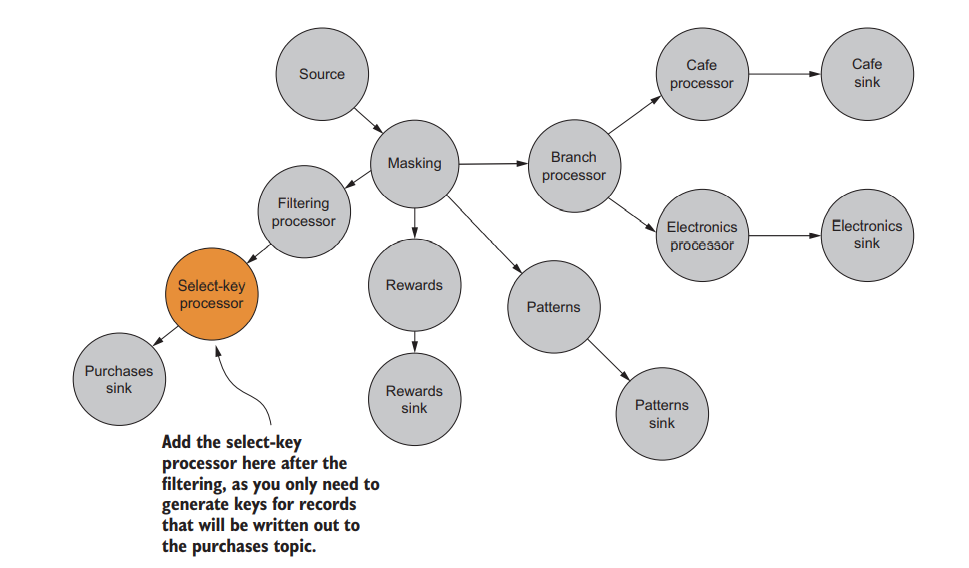 Source
Masking
Filtering
processor
Select-key
processor
Purchases
sink
Rewards
Rewards
sink
Patterns
Patterns
sink
Branch
processor
Cafe
processor
Cafe
sink
Electronics
processor
Electronics
sink
Add the select-key
processor here after the
filtering, as you only need to
generate keys for records
that will be written out to
the purchases topic.